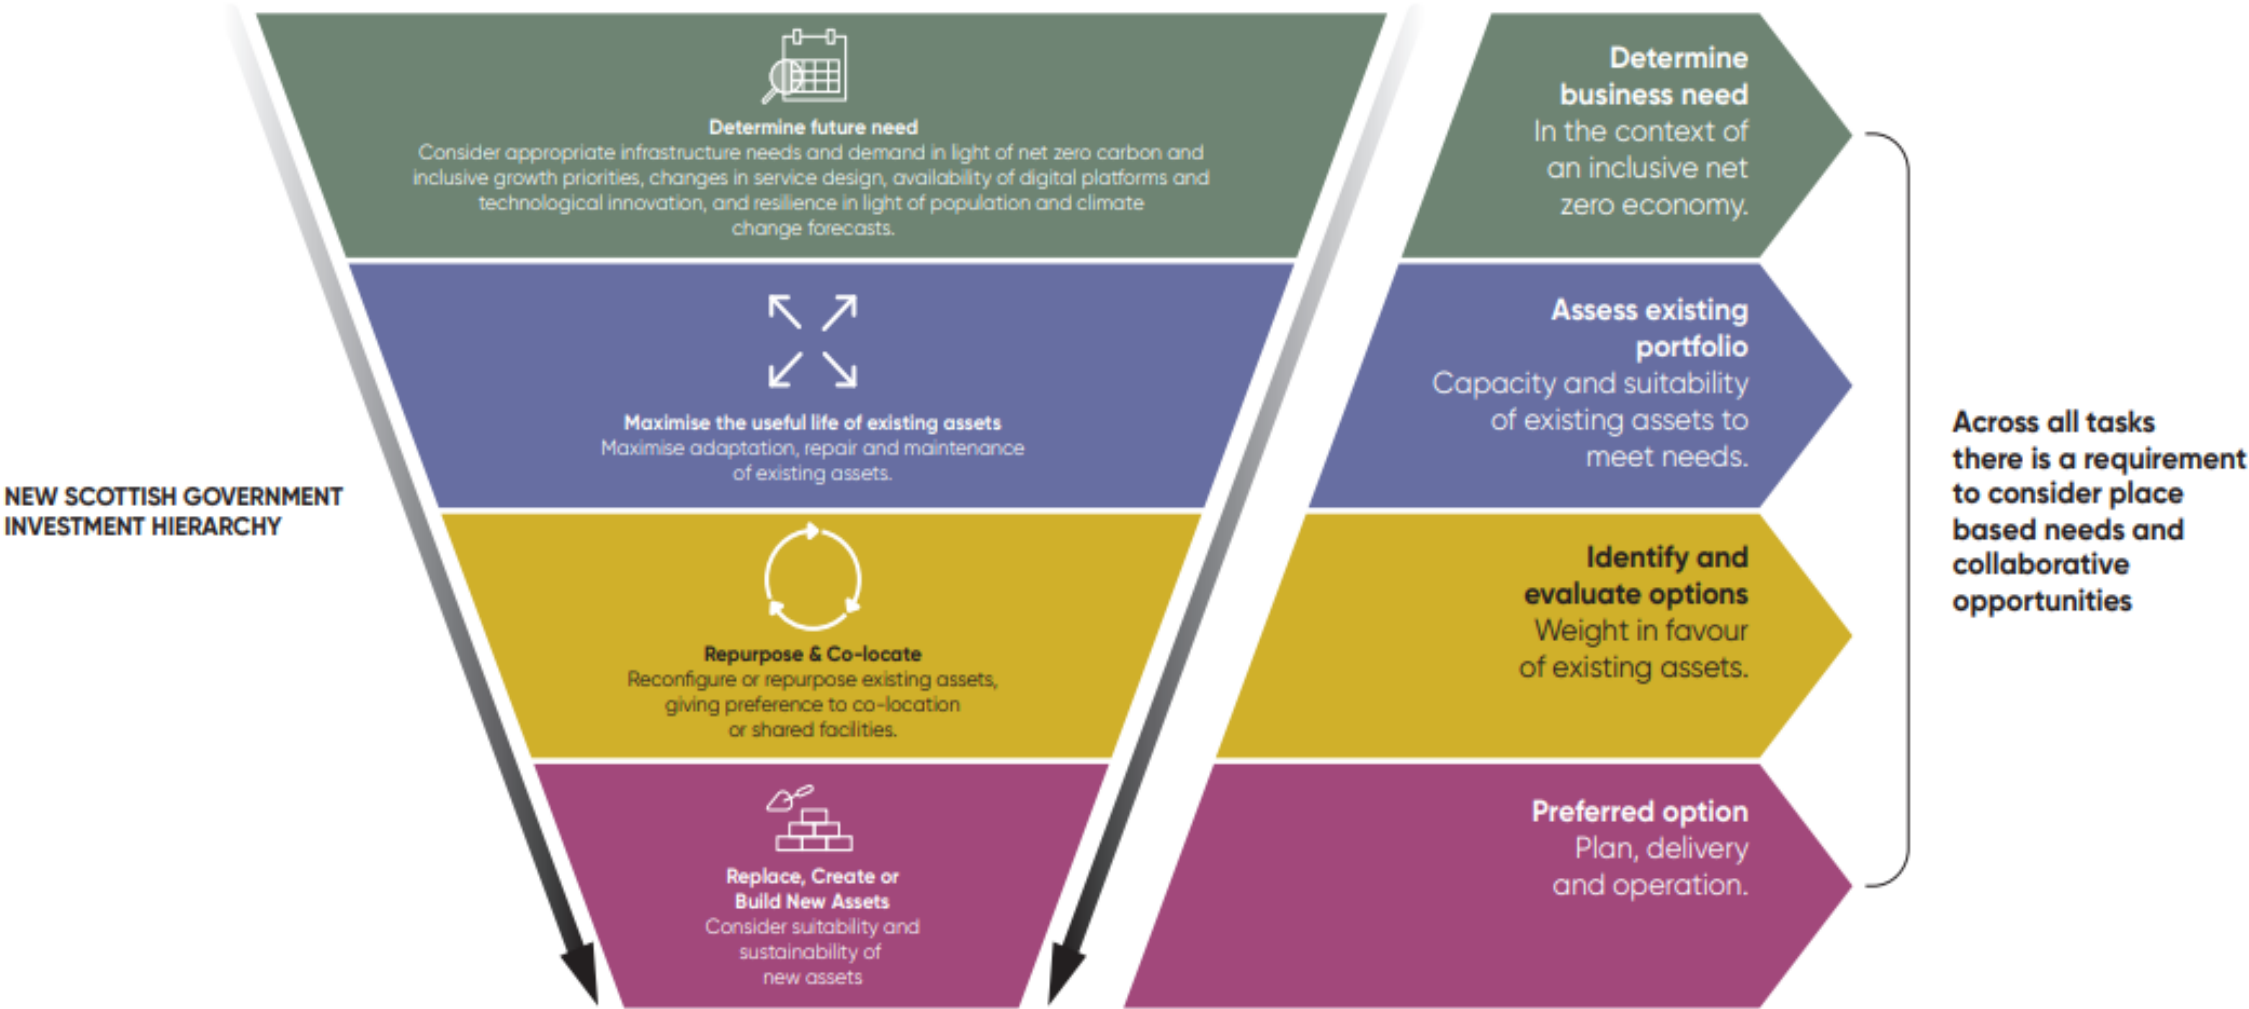 NEW SCOTTISH GOVERNMENT
INVESTMENT HIERARCHY
Determine future need
Consider appropriate infrastructure needs and demand in light of net zero carbon and
inclusive growth priorities, changes in service design, availability of digital platforms and
technological innovation, and resilience in light of population and climate
change forecasts.
Maximise the useful life of existing assets
Maximise adaptation, repair and maintenance
of existing assets.
Repurpose & Co-locate
Reconfigure or repurpose existing assets,
giving preference to co-location
or shared facilities.
Replace, Create or
Build New Assets
Consider suitability and
sustainability of
new assets
Determine
business need
In the context of
an inclusive net
zero economy.
Assess existing
portfolio
Capacity and suitability
of existing assets to
meet needs.
Identify and
evaluate options
Weight in favour
of existing assets.
Preferred option
Plan, delivery
and operation.
Across all tasks
there is a requirement
to consider place
based needs and
collaborative
opportunities